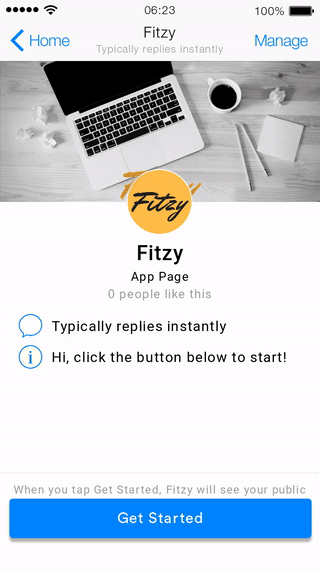 06:23
100%
Home
Fitzy
Typically replies instantly
Manage
Fitzy
Fitzy
App Page
0 people like this
Typically replies instantly
Hi, click the button below to start!
When you tap Get Started, Fitzy will see your public
Get Started